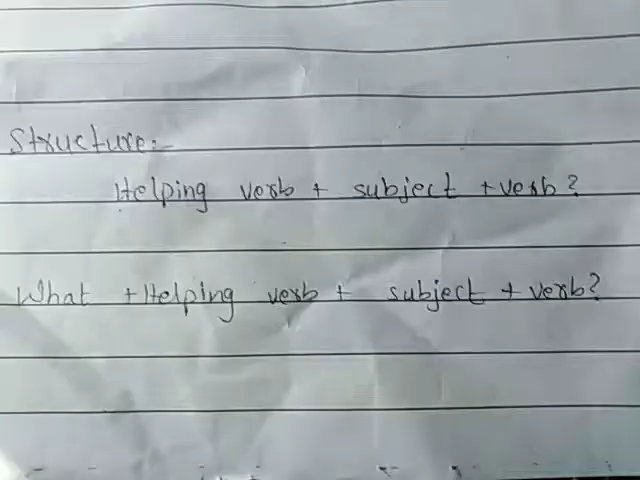 Structure:-
Helping verb + subject + verb?
What + Helping verb + subject + verb?